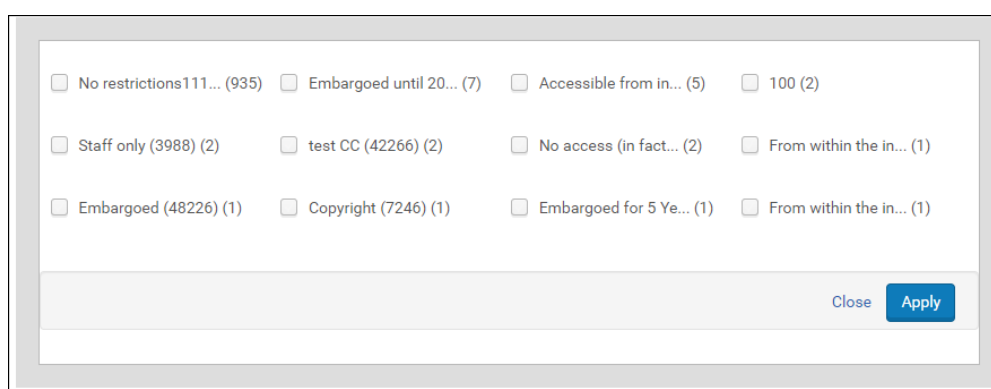 No restrictions111... (935) Embargoed until 20... (7) Accessible from in... (5) 100 (2)
Staff only (3988) (2) test CC (42266) (2) No access (in fact... (2) From within the in... (1)
Embargoed (48226) (1) Copyright (7246) (1) Embargoed for 5 Ye... (1) From within the in... (1)
Close Apply